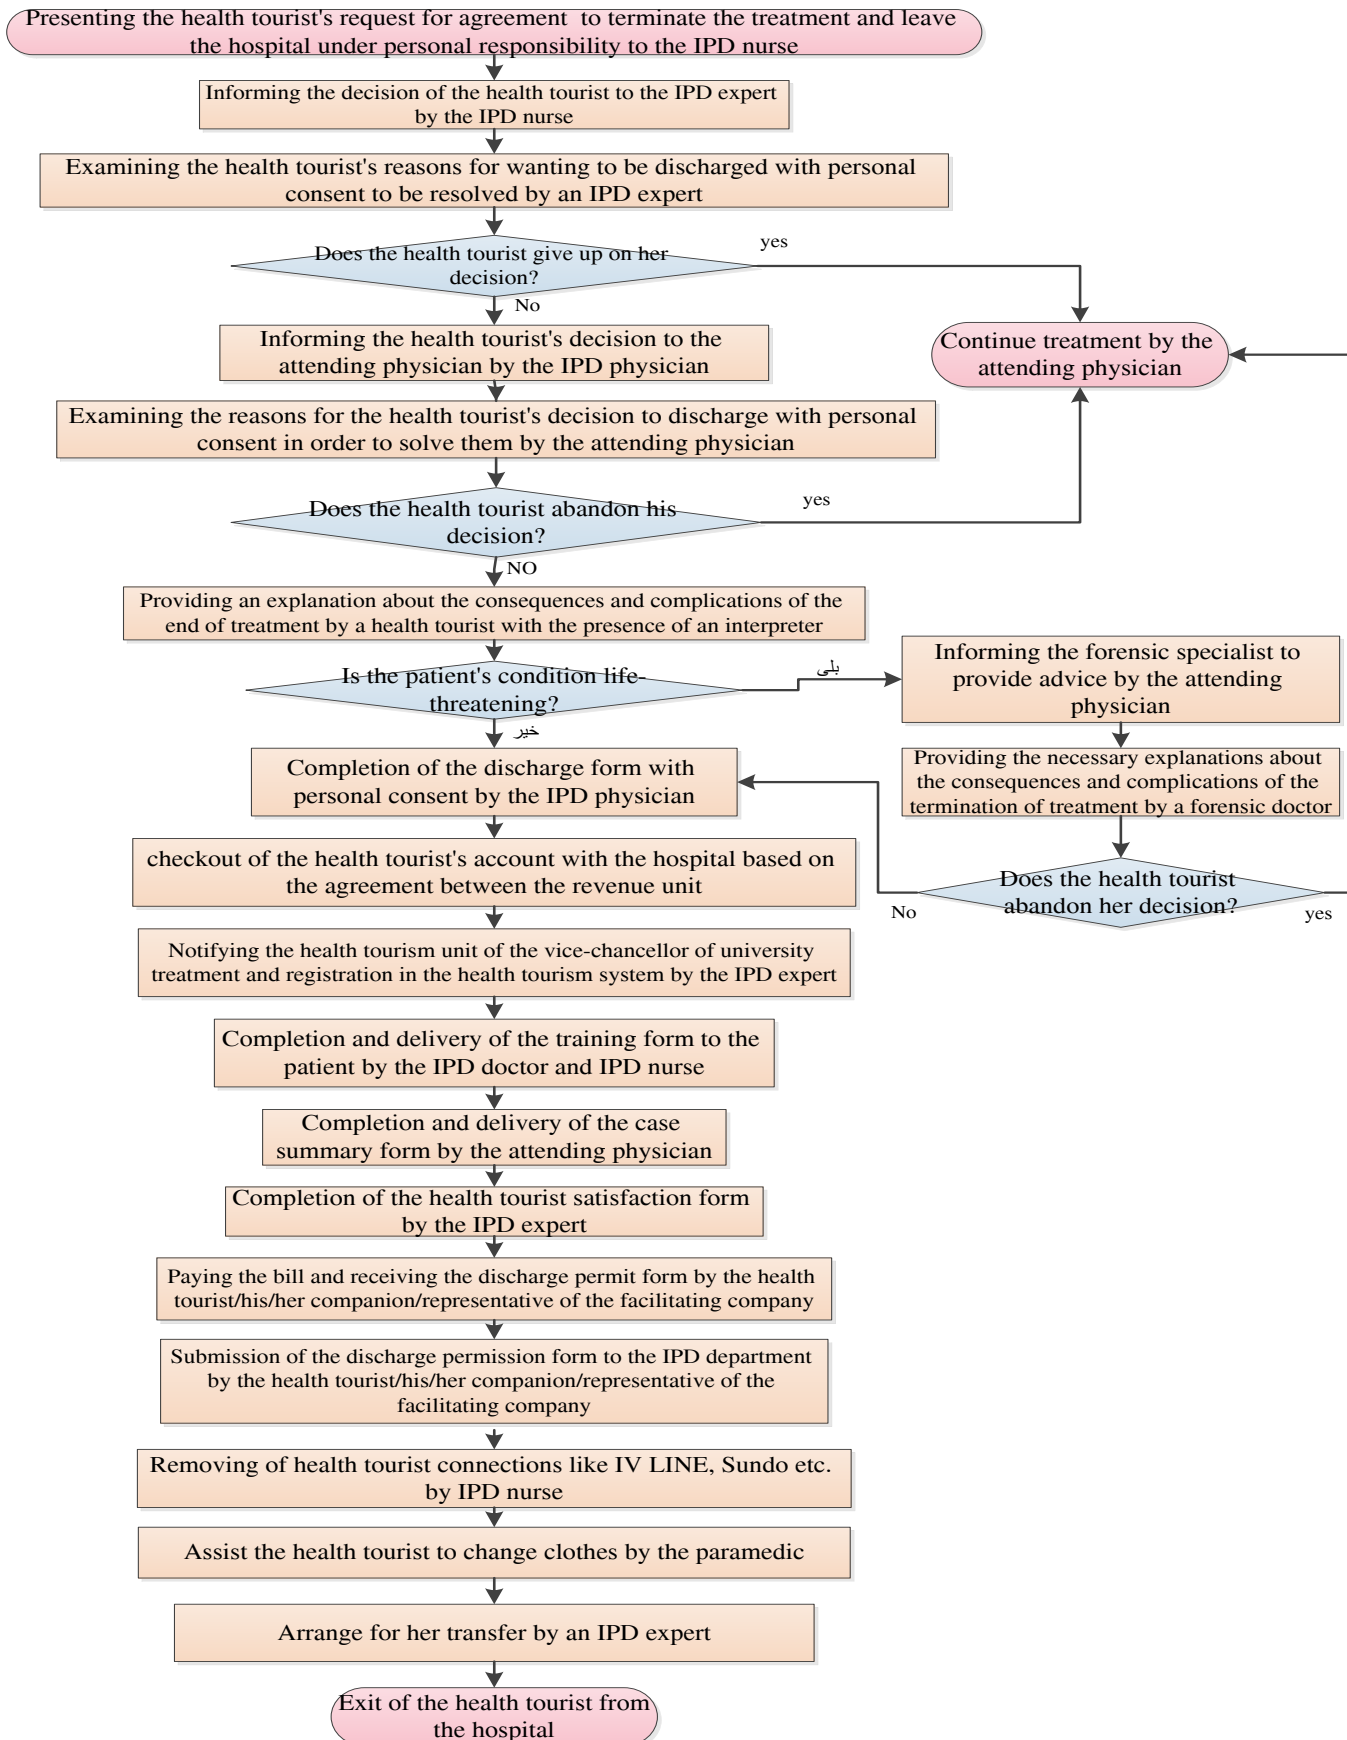 Presenting the health tourist's request for agreement to terminate the treatment and leave
the hospital under personal responsibility to the IPD nurse
Informing the decision of the health tourist to the IPD expert
by the IPD nurse
Examining the health tourist's reasons for wanting to be discharged with personal
consent to be resolved by an IPD expert
Does the health tourist give up on her
decision?
yes
No
Informing the health tourist's decision to the
attending physician by the IPD physician
Continue treatment by the
attending physician
Examining the reasons for the health tourist's decision to discharge with personal
consent in order to solve them by the attending physician
Does the health tourist abandon his
decision?
yes
NO
Providing an explanation about the consequences and complications of the
end of treatment by a health tourist with the presence of an interpreter
Is the patient's condition life-
threatening?
بلی
خیر
Informing the forensic specialist to
provide advice by the attending
physician
Providing the necessary explanations about
the consequences and complications of the
termination of treatment by a forensic doctor
Does the health tourist
abandon her decision?
No
yes
Completion of the discharge form with
personal consent by the IPD physician
checkout of the health tourist's account with the hospital based on
the agreement between the revenue unit
Notifying the health tourism unit of the vice-chancellor of university
treatment and registration in the health tourism system by the IPD expert
Completion and delivery of the training form to the
patient by the IPD doctor and IPD nurse
Completion and delivery of the case
summary form by the attending physician
Completion of the health tourist satisfaction form
by the IPD expert
Paying the bill and receiving the discharge permit form by the health
tourist/his/her companion/representative of the facilitating company
Submission of the discharge permission form to the IPD department
by the health tourist/his/her companion/representative of the
facilitating company
Removing of health tourist connections like IV LINE, Sundo etc.
by IPD nurse
Assist the health tourist to change clothes by the paramedic
Arrange for her transfer by an IPD expert
Exit of the health tourist from
the hospital